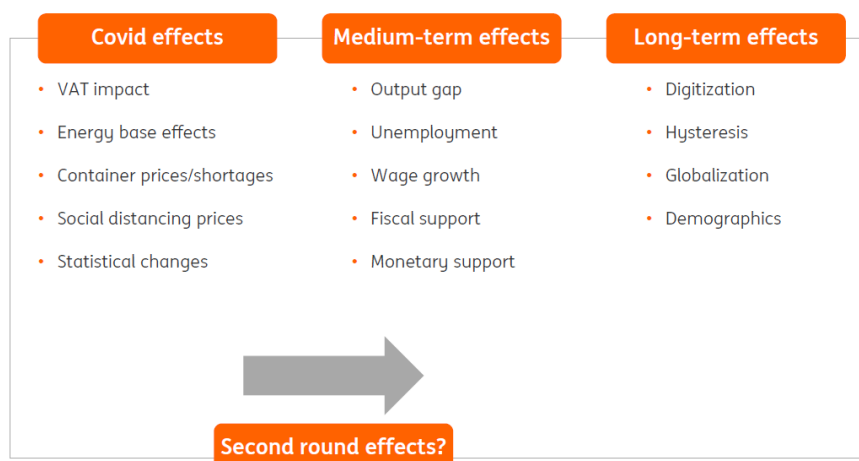 Covid effects
• VAT impact
• Energy base effects
• Container prices/shortages
• Social distancing prices
• Statistical changes
Medium-term effects
• Output gap
• Unemployment
• Wage growth
• Fiscal support
• Monetary support
Long-term effects
• Digitization
• Hysteresis
• Globalization
• Demographics
Second round effects?